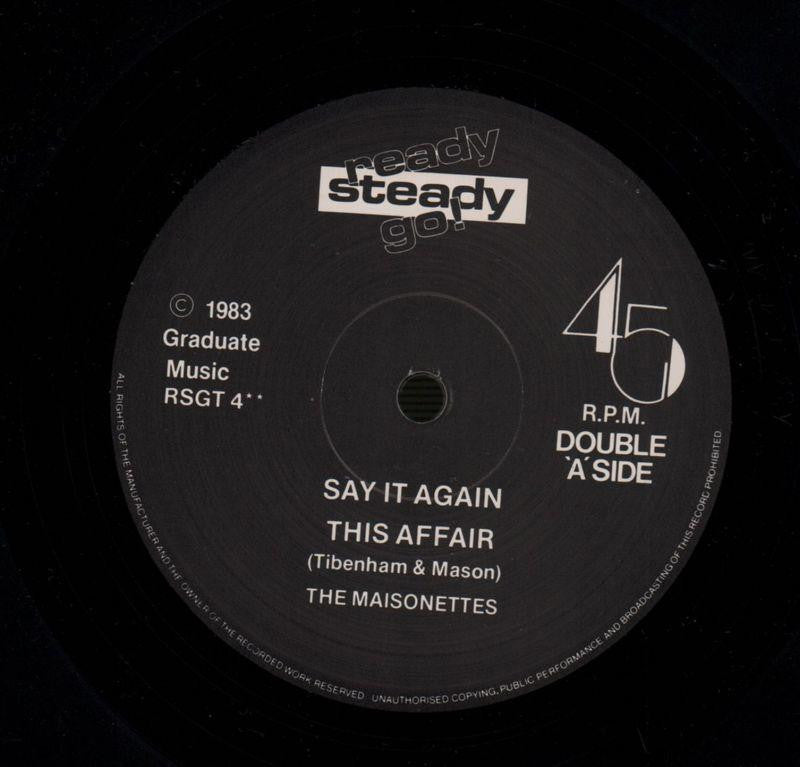 ready
steady
go!
© 1983
Graduate
Music
RSGT 4**
45
R.P.M.
DOUBLE
'A' SIDE
SAY IT AGAIN
THIS AFFAIR
(Tibenham & Mason)
THE MAISONETTES
ALL RIGHTS OF THE MANUFACTURER AND THE OWNER OF THE RECORDED WORK RESERVED UNAUTHORISED COPYING, PUBLIC PERFORMANCE AND BROADCASTING OF THIS RECORD PROHIBITED